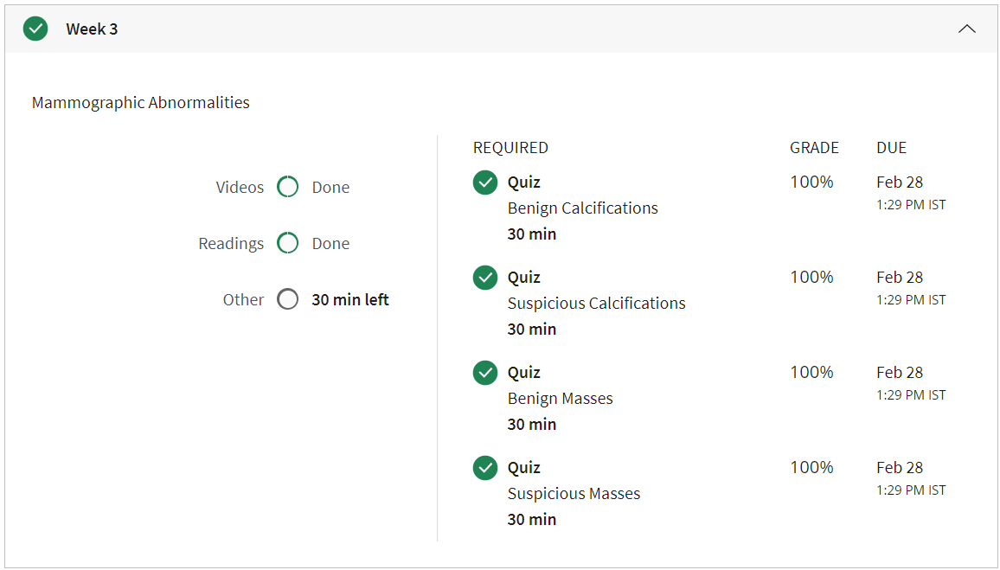 Week 3
Mammographic Abnormalities
Videos Done
Readings Done
Other 30 min left
REQUIRED GRADE DUE
Quiz 100% Feb 28
Benign Calcifications 1:29 PM IST
30 min
Quiz 100% Feb 28
Suspicious Calcifications 1:29 PM IST
30 min
Quiz 100% Feb 28
Benign Masses 1:29 PM IST
30 min
Quiz 100% Feb 28
Suspicious Masses 1:29 PM IST
30 min